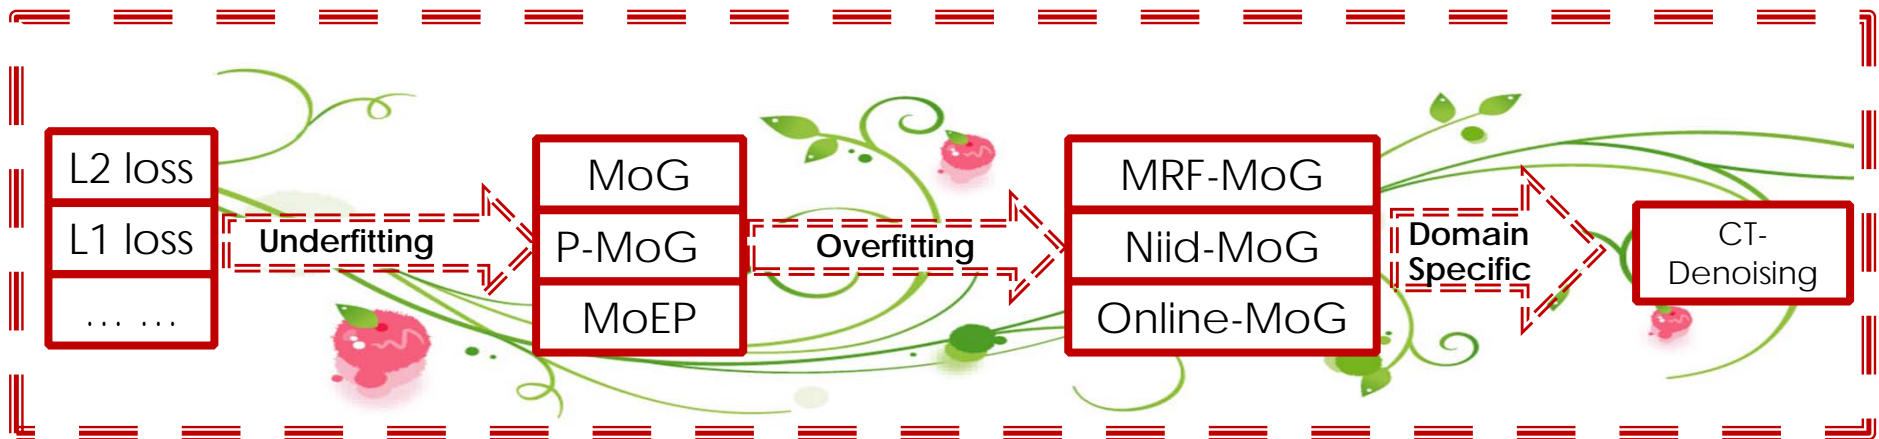 L2 loss
L1 loss
... ...
Underfitting
MoG
P-MoG
MoEP
Overfitting
MRF-MoG
Niid-MoG
Online-MoG
Domain
Specific
CT-
Denoising